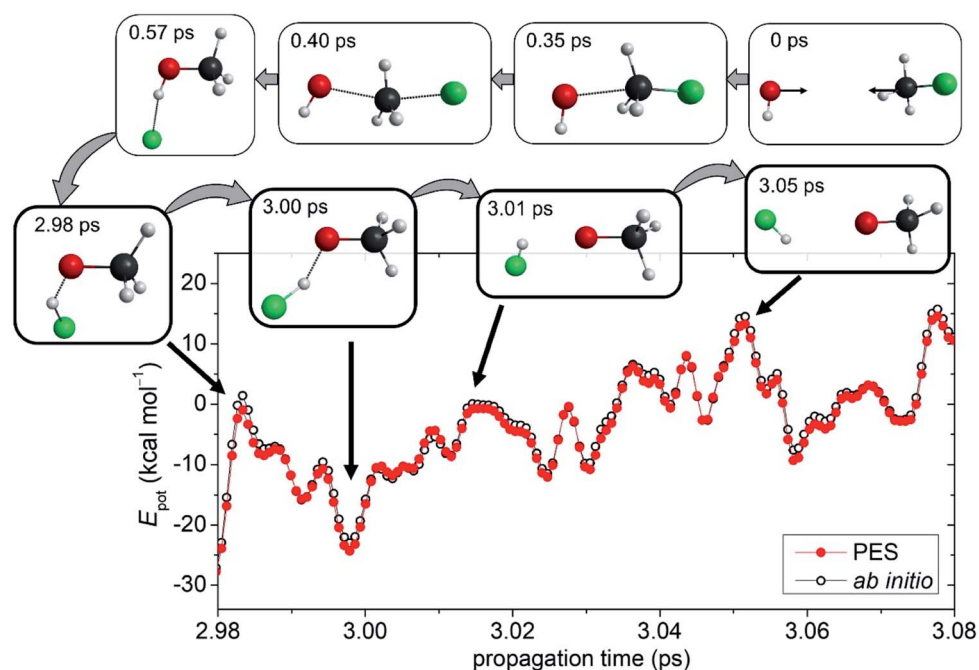 0.57 ps
0.40 ps
0.35 ps
0 ps
2.98 ps
3.00 ps
3.01 ps
3.05 ps
20
10
0
-10
-20
-30
E_pot (kcal mol⁻¹)
PES
ab initio
2.98 3.00 3.02 3.04 3.06 3.08
propagation time (ps)